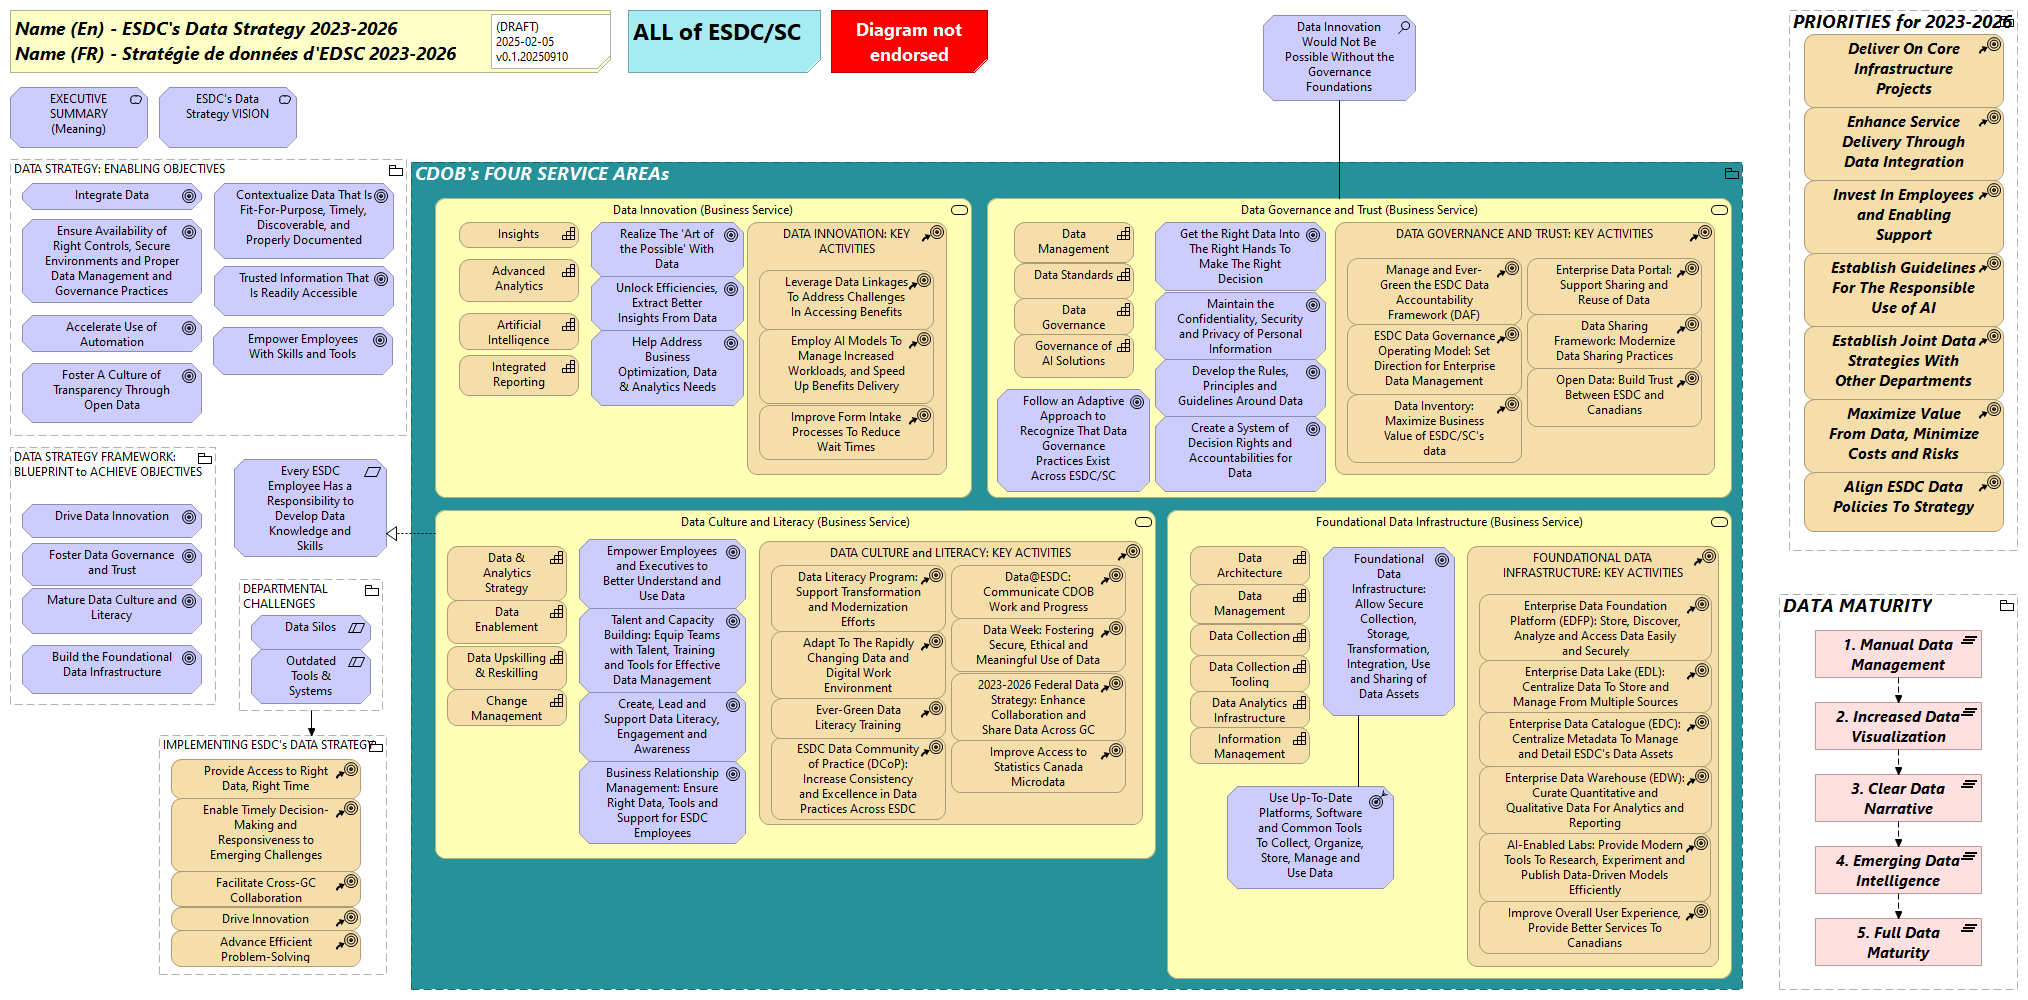 Name (En) - ESDC's Data Strategy 2023-2026
Name (FR) - Stratégie de données d'EDSC 2023-2026
(DRAFT)
2025-02-05
v0.1.20250910
ALL of ESDC/SC
Diagram not
endorsed
Data Innovation
Would Not Be
Possible Without the
Governance
Foundations
EXECUTIVE
SUMMARY
(Meaning)
ESDC's Data
Strategy VISION
DATA STRATEGY: ENABLING OBJECTIVES
Integrate Data
Ensure Availability of
Right Controls, Secure
Environments and Proper
Data Management and
Governance Practices
Accelerate Use of
Automation
Foster A Culture of
Transparency Through
Open Data
Contextualize Data That Is
Fit-For-Purpose, Timely,
Discoverable, and
Properly Documented
Trusted Information That
Is Readily Accessible
Empower Employees
With Skills and Tools
DATA STRATEGY FRAMEWORK:
BLUEPRINT to ACHIEVE OBJECTIVES
Drive Data Innovation
Foster Data Governance
and Trust
Mature Data Culture and
Literacy
Build the Foundational
Data Infrastructure
Every ESDC
Employee Has a
Responsibility to
Develop Data
Knowledge and
Skills
DEPARTMENTAL
CHALLENGES
Data Silos
Outdated
Tools &
Systems
IMPLEMENTING ESDC's DATA STRATEGY
Provide Access to Right
Data, Right Time
Enable Timely Decision-
Making and
Responsiveness to
Emerging Challenges
Facilitate Cross-GC
Collaboration
Drive Innovation
Advance Efficient
Problem-Solving
CDOB's FOUR SERVICE AREAs
Data Innovation (Business Service)
Insights
Advanced
Analytics
Artificial
Intelligence
Integrated
Reporting
Realize The 'Art of
the Possible' With
Data
Unlock Efficiencies,
Extract Better
Insights From Data
Help Address
Business
Optimization, Data
& Analytics Needs
DATA INNOVATION: KEY
ACTIVITIES
Leverage Data Linkages
To Address Challenges
In Accessing Benefits
Employ AI Models To
Manage Increased
Workloads, and Speed
Up Benefits Delivery
Improve Form Intake
Processes To Reduce
Wait Times
Data Governance and Trust (Business Service)
Data
Management
Data Standards
Data
Governance
Governance of
AI Solutions
Follow an Adaptive
Approach to
Recognize That Data
Governance
Practices Exist
Across ESDC/SC
Get the Right Data Into
The Right Hands To
Make The Right
Decision
Maintain the
Confidentiality, Security
and Privacy of Personal
Information
Develop the Rules,
Principles and
Guidelines Around Data
Create a System of
Decision Rights and
Accountabilities for
Data
DATA GOVERNANCE AND TRUST: KEY ACTIVITIES
Manage and Ever-
Green the ESDC Data
Accountability
Framework (DAF)
ESDC Data Governance
Operating Model: Set
Direction for Enterprise
Data Management
Data Inventory:
Maximize Business
Value of ESDC/SC's
data
Enterprise Data Portal:
Support Sharing and
Reuse of Data
Data Sharing
Framework: Modernize
Data Sharing Practices
Open Data: Build Trust
Between ESDC and
Canadians
Data Culture and Literacy (Business Service)
Data &
Analytics
Strategy
Data
Enablement
Data Upskilling
& Reskilling
Change
Management
Empower Employees
and Executives to
Better Understand and
Use Data
Talent and Capacity
Building: Equip Teams
with Talent, Training
and Tools for Effective
Data Management
Create, Lead and
Support Data Literacy,
Engagement and
Awareness
Business Relationship
Management: Ensure
Right Data, Tools and
Support for ESDC
Employees
DATA CULTURE and LITERACY: KEY ACTIVITIES
Data Literacy Program:
Support Transformation
and Modernization
Efforts
Adapt To The Rapidly
Changing Data and
Digital Work
Environment
Ever-Green Data
Literacy Training
ESDC Data Community
of Practice (DCoP):
Increase Consistency
and Excellence in Data
Practices Across ESDC
Data@ESDC:
Communicate CDOB
Work and Progress
Data Week: Fostering
Secure, Ethical and
Meaningful Use of Data
2023-2026 Federal Data
Strategy: Enhance
Collaboration and
Share Data Across GC
Improve Access to
Statistics Canada
Microdata
Foundational Data Infrastructure (Business Service)
Data
Architecture
Data
Management
Data Collection
Data Collection
Tooling
Data Analytics
Infrastructure
Information
Management
Foundational
Data
Infrastructure:
Allow Secure
Collection,
Storage,
Transformation,
Integration, Use
and Sharing of
Data Assets
Use Up-To-Date
Platforms, Software
and Common Tools
To Collect, Organize,
Store, Manage and
Use Data
FOUNDATIONAL DATA
INFRASTRUCTURE: KEY ACTIVITIES
Enterprise Data Foundation
Platform (EDFP): Store, Discover,
Analyze and Access Data Easily
and Securely
Enterprise Data Lake (EDL):
Centralize Data To Store and
Manage From Multiple Sources
Enterprise Data Catalogue (EDC):
Centralize Metadata To Manage
and Detail ESDC's Data Assets
Enterprise Data Warehouse (EDW):
Curate Quantitative and
Qualitative Data For Analytics and
Reporting
AI-Enabled Labs: Provide Modern
Tools To Research, Experiment and
Publish Data-Driven Models
Efficiently
Improve Overall User Experience,
Provide Better Services To
Canadians
PRIORITIES for 2023-2026
Deliver On Core
Infrastructure
Projects
Enhance Service
Delivery Through
Data Integration
Invest In Employees
and Enabling
Support
Establish Guidelines
For The Responsible
Use of AI
Establish Joint Data
Strategies With
Other Departments
Maximize Value
From Data, Minimize
Costs and Risks
Align ESDC Data
Policies To Strategy
DATA MATURITY
1. Manual Data
Management
2. Increased Data
Visualization
3. Clear Data
Narrative
4. Emerging Data
Intelligence
5. Full Data
Maturity